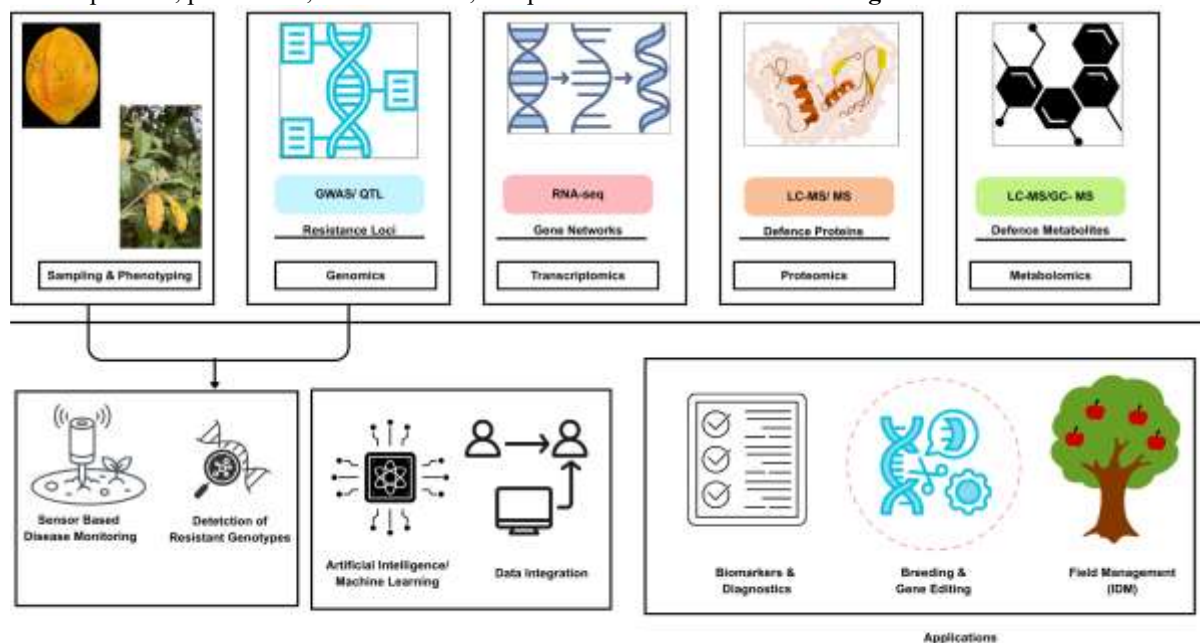 GWAS/ QTL
RNA-seq
LC-MS/ MS
LC-MS/GC- MS
Resistance Loci
Gene Networks
Defence Proteins
Defence Metabolites
Sampling & Phenotyping
Genomics
Transcriptomics
Proteomics
Metabolomics
Sensor Based
Disease Monitoring
Detetction of
Resistant Genotypes
Artificial Intelligence/
Machine Learning
Data Integration
Biomarkers &
Diagnostics
Breeding &
Gene Editing
Field Management
(IDM)
Applications